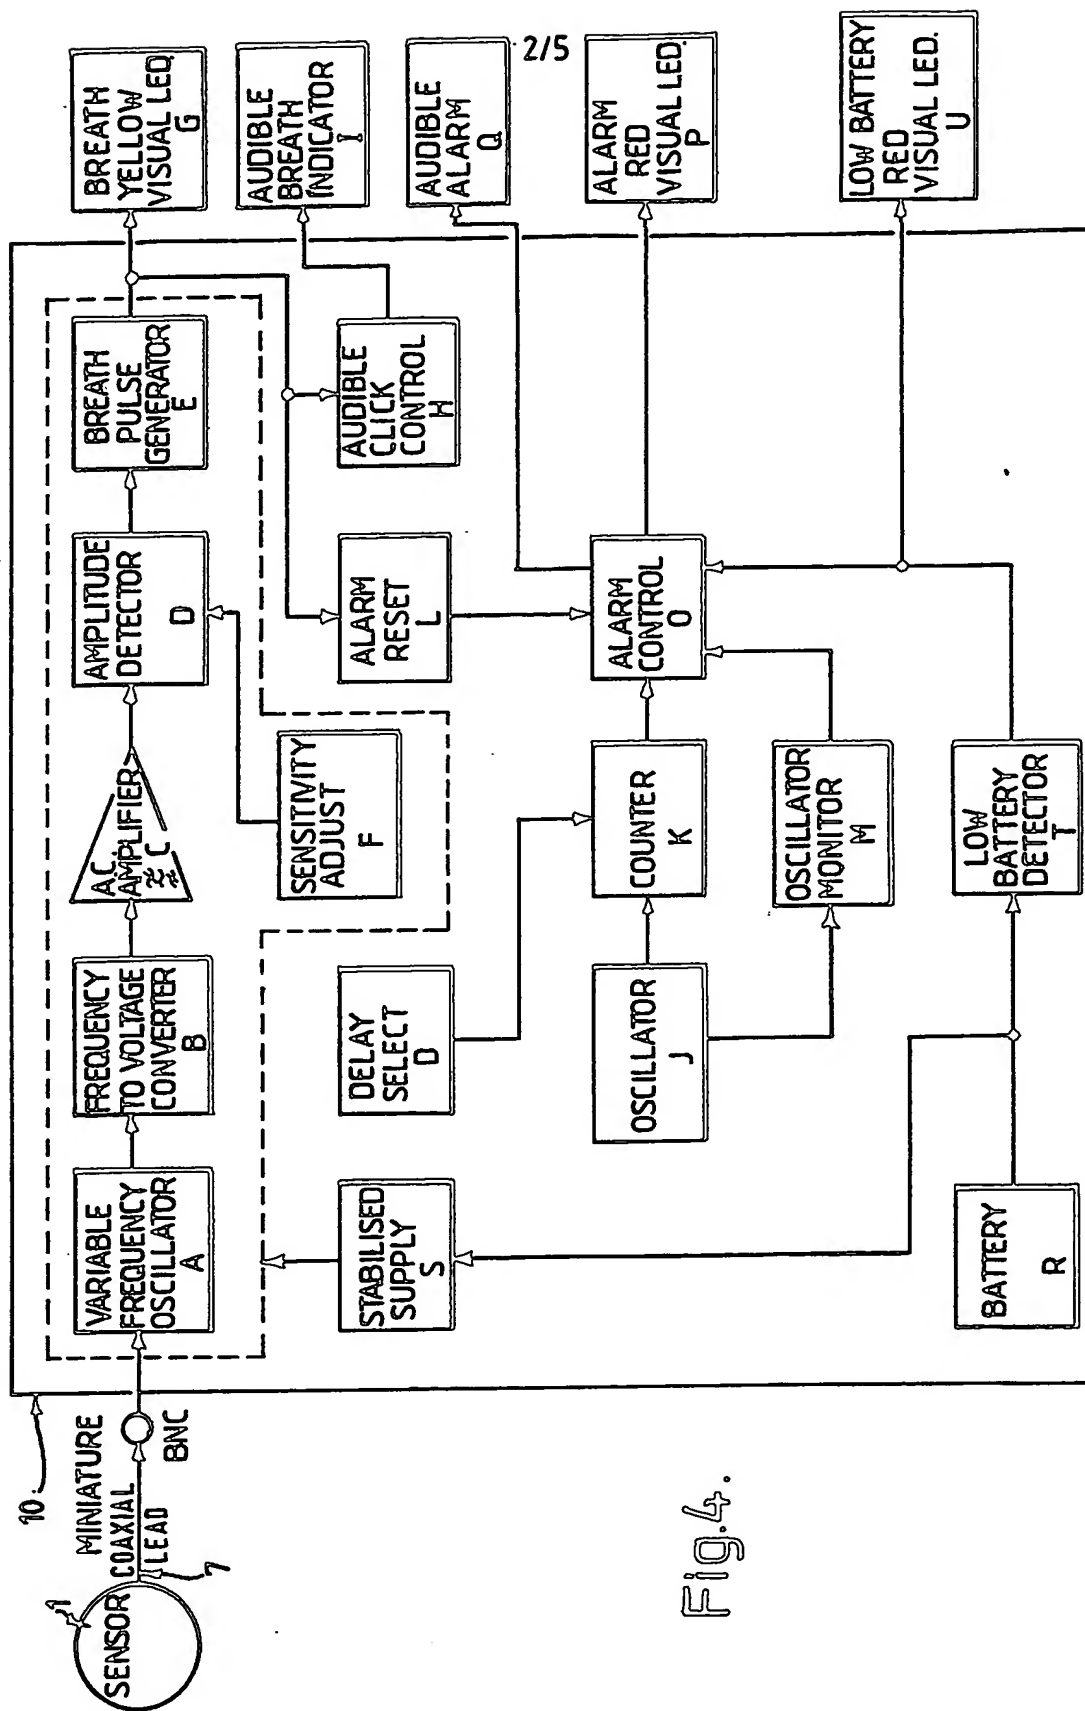 2/5
10
MINIATURE
COAXIAL
LEAD
BNC
7
1
SENSOR
VARIABLE
FREQUENCY
OSCILLATOR
A
FREQUENCY
TO VOLTAGE
CONVERTER
B
A.C.
AMPLIFIER
C
AMPLITUDE
DETECTOR
D
BREATH
PULSE
GENERATOR
E
BREATH
YELLOW
VISUAL LED.
G
SENSITIVITY
ADJUST
F
AUDIBLE
BREATH
INDICATOR
I
STABILISED
SUPPLY
S
DELAY
SELECT
D
ALARM
RESET
L
AUDIBLE
CLICK
CONTROL
H
AUDIBLE
ALARM
Q
OSCILLATOR
J
COUNTER
K
ALARM
CONTROL
O
ALARM
RED
VISUAL LED.
P
OSCILLATOR
MONITOR
M
BATTERY
R
LOW
BATTERY
DETECTOR
T
LOW BATTERY
RED
VISUAL LED.
U
Fig.4.